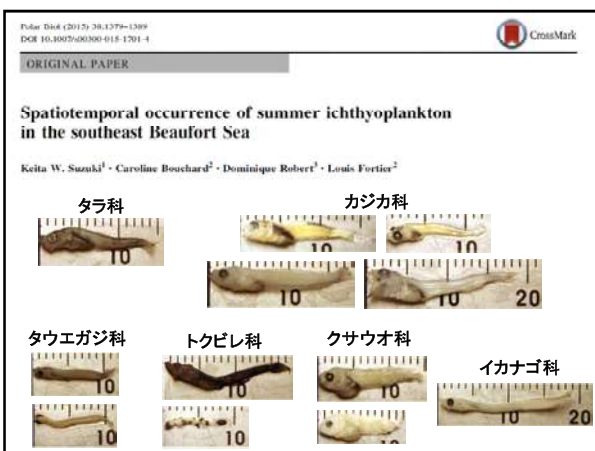 Polar Biol (2015) 38:1379–1389
DOI 10.1007/s00300-015-1701-4
CrossMark
ORIGINAL PAPER
Spatiotemporal occurrence of summer ichthyoplankton
in the southeast Beaufort Sea
Keita W. Suzuki¹ · Caroline Bouchard² · Dominique Robert³ · Louis Fortier²
タラ科
カジカ科
10
10
10
10
10 20
タウエガジ科
トクビレ科
クサウオ科
イカナゴ科
10
10
10
10 20
10
10
10